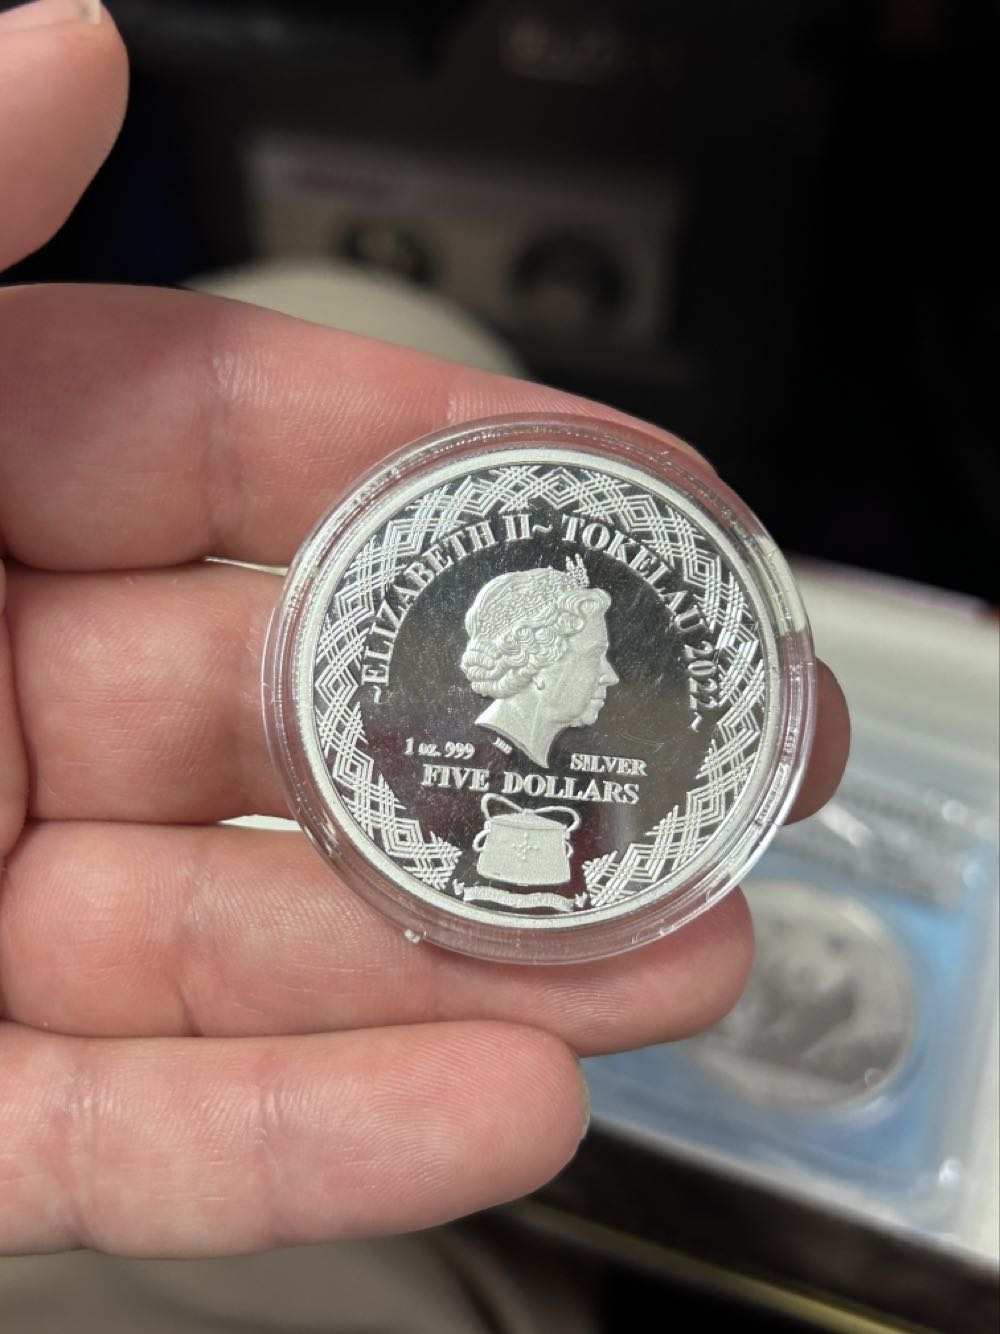 ~ELIZABETH II~ TOKELAU 2022~
1 oz. 999
SILVER
FIVE DOLLARS